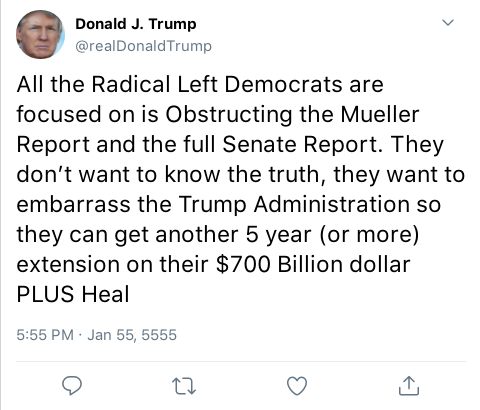 Donald J. Trump
@realDonaldTrump
All the Radical Left Democrats are
focused on is Obstructing the Mueller
Report and the full Senate Report. They
don’t want to know the truth, they want to
embarrass the Trump Administration so
they can get another 5 year (or more)
extension on their $700 Billion dollar
PLUS Heal
5:55 PM · Jan 55, 5555